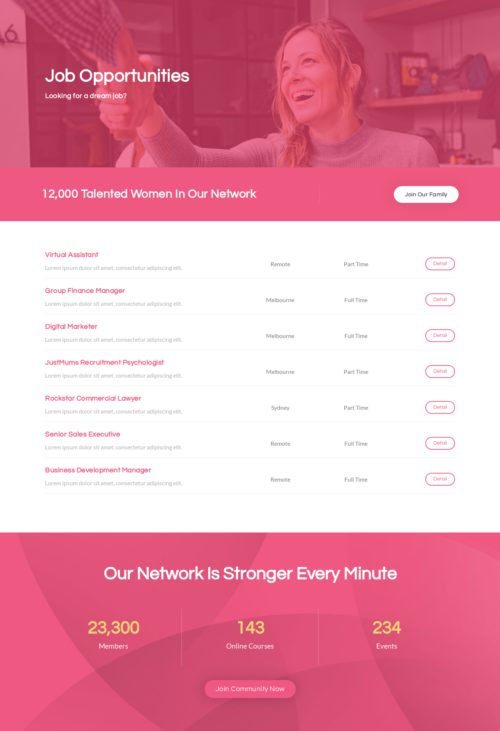 Job Opportunities
Looking for a dream job?
12,000 Talented Women In Our Network
Join Our Family
Virtual Assistant
Lorem ipsum dolor sit amet, consectetur adipiscing elit.
Remote
Part Time
Detail
Group Finance Manager
Lorem ipsum dolor sit amet, consectetur adipiscing elit.
Melbourne
Full Time
Detail
Digital Marketer
Lorem ipsum dolor sit amet, consectetur adipiscing elit.
Melbourne
Full Time
Detail
JustMums Recruitment Psychologist
Lorem ipsum dolor sit amet, consectetur adipiscing elit.
Melbourne
Part Time
Detail
Rockstar Commercial Lawyer
Lorem ipsum dolor sit amet, consectetur adipiscing elit.
Sydney
Part Time
Detail
Senior Sales Executive
Lorem ipsum dolor sit amet, consectetur adipiscing elit.
Remote
Full Time
Detail
Business Development Manager
Lorem ipsum dolor sit amet, consectetur adipiscing elit.
Remote
Full Time
Detail
Our Network Is Stronger Every Minute
23,300
Members
143
Online Courses
234
Events
Join Community Now